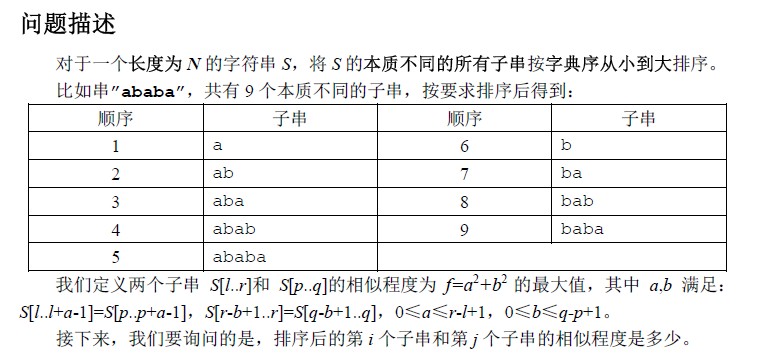 问题描述
对于一个长度为 N 的字符串 S，将 S 的本质不同的所有子串按字典序从小到大排序。
比如串"ababa"，共有 9 个本质不同的子串，按要求排序后得到：
顺序 子串 顺序 子串
1 a 6 b
2 ab 7 ba
3 aba 8 bab
4 abab 9 baba
5 ababa
我们定义两个子串 S[l..r]和 S[p..q]的相似程度为 f=a²+b² 的最大值，其中 a,b 满足：
S[l..l+a-1]=S[p..p+a-1]，S[r-b+1..r]=S[q-b+1..q]，0≤a≤r-l+1，0≤b≤q-p+1。
接下来，我们要询问的是，排序后的第 i 个子串和第 j 个子串的相似程度是多少。